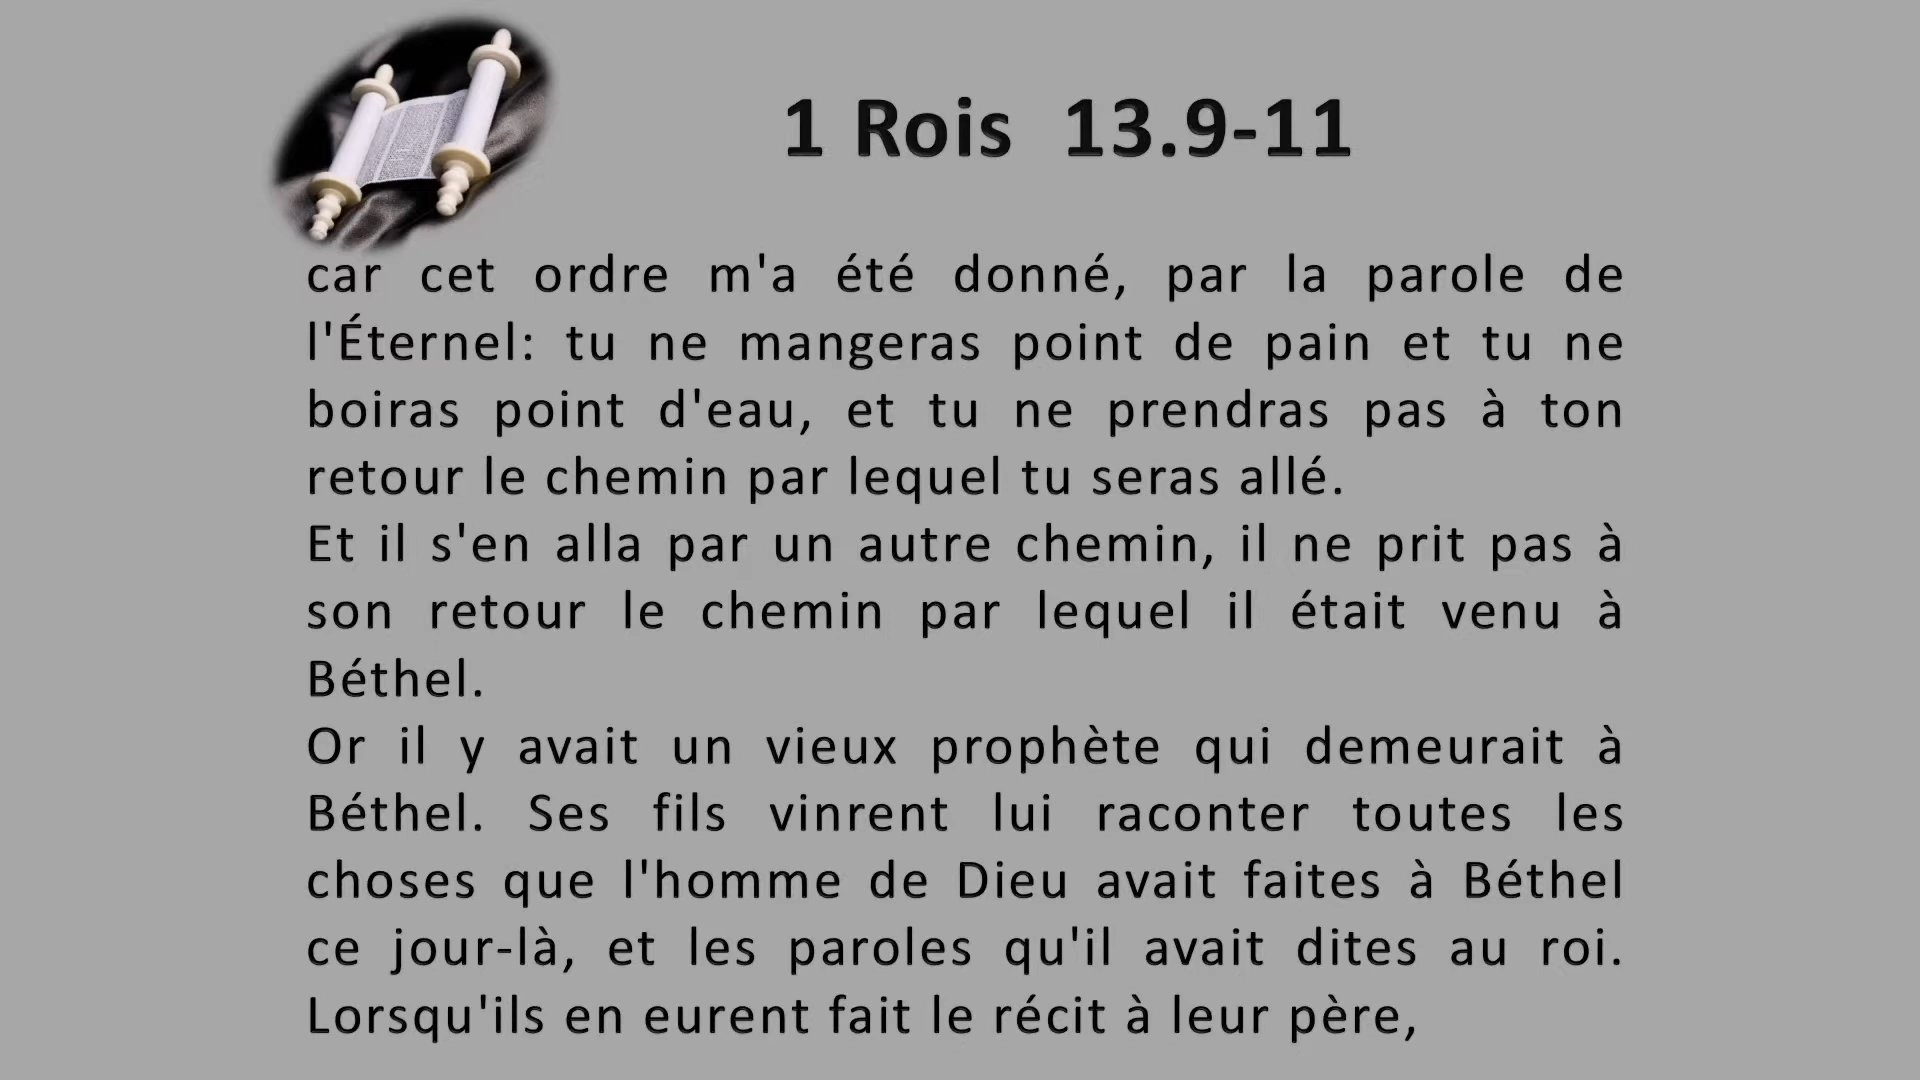 1 Rois 13.9-11
car cet ordre m'a été donné, par la parole de
l'Éternel: tu ne mangeras point de pain et tu ne
boiras point d'eau, et tu ne prendras pas à ton
retour le chemin par lequel tu seras allé.
Et il s'en alla par un autre chemin, il ne prit pas à
son retour le chemin par lequel il était venu à
Béthel.
Or il y avait un vieux prophète qui demeurait à
Béthel. Ses fils vinrent lui raconter toutes les
choses que l'homme de Dieu avait faites à Béthel
ce jour-là, et les paroles qu'il avait dites au roi.
Lorsqu'ils en eurent fait le récit à leur père,